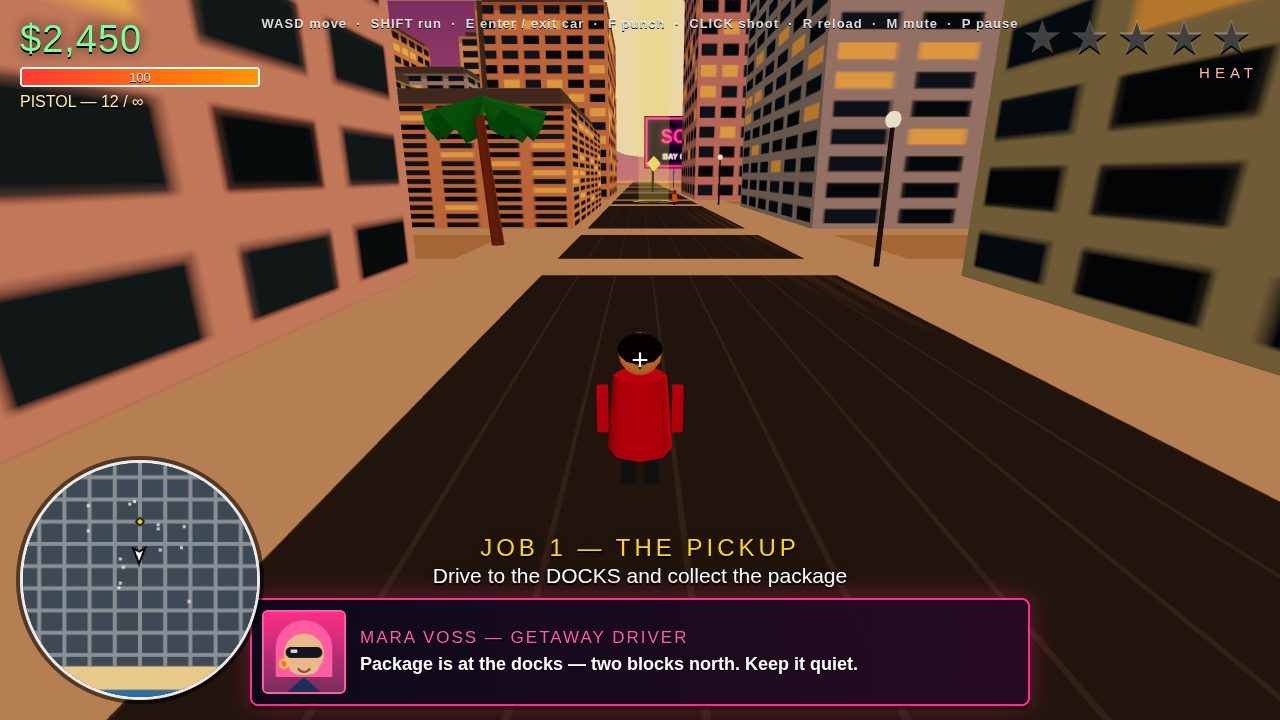 WASD move · SHIFT run · E enter / exit car · F punch · CLICK shoot · R reload · M mute · P pause
$2,450
100
HEAT
PISTOL — 12 / ∞
JOB 1 — THE PICKUP
Drive to the DOCKS and collect the package
MARA VOSS — GETAWAY DRIVER
Package is at the docks — two blocks north. Keep it quiet.